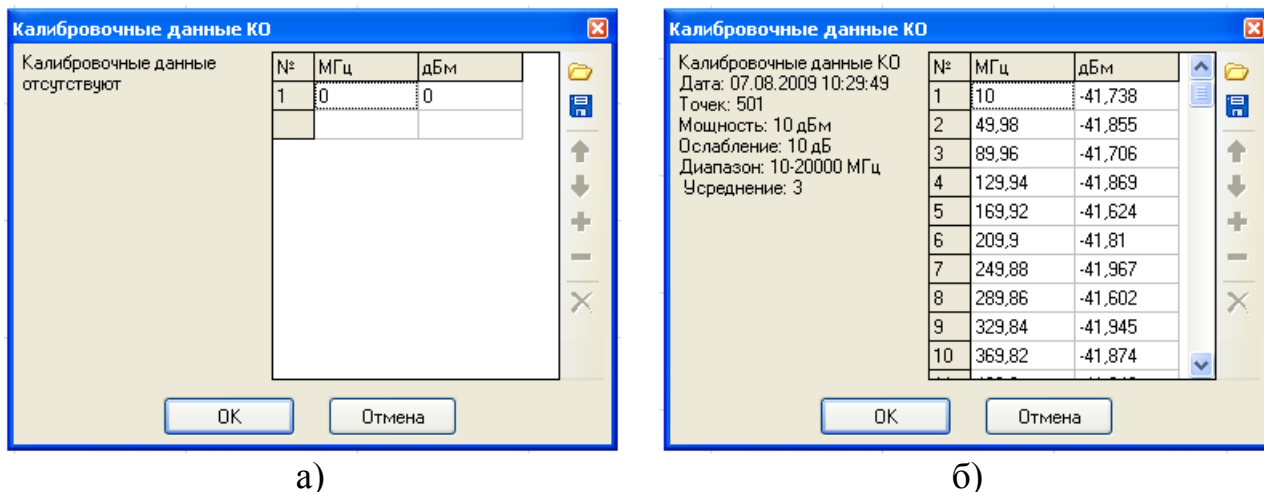 Калибровочные данные КО
Калибровочные данные
отсутствуют
№ МГц дБм
1 0 0
OK Отмена
а)
Калибровочные данные КО
Калибровочные данные КО
Дата: 07.08.2009 10:29:49
Точек: 501
Мощность: 10 дБм
Ослабление: 10 дБ
Диапазон: 10-20000 МГц
Усреднение: 3
№ МГц дБм
1 10 -41,738
2 49,98 -41,855
3 89,96 -41,706
4 129,94 -41,869
5 169,92 -41,624
6 209,9 -41,81
7 249,88 -41,967
8 289,86 -41,602
9 329,84 -41,945
10 369,82 -41,874
OK Отмена
б)